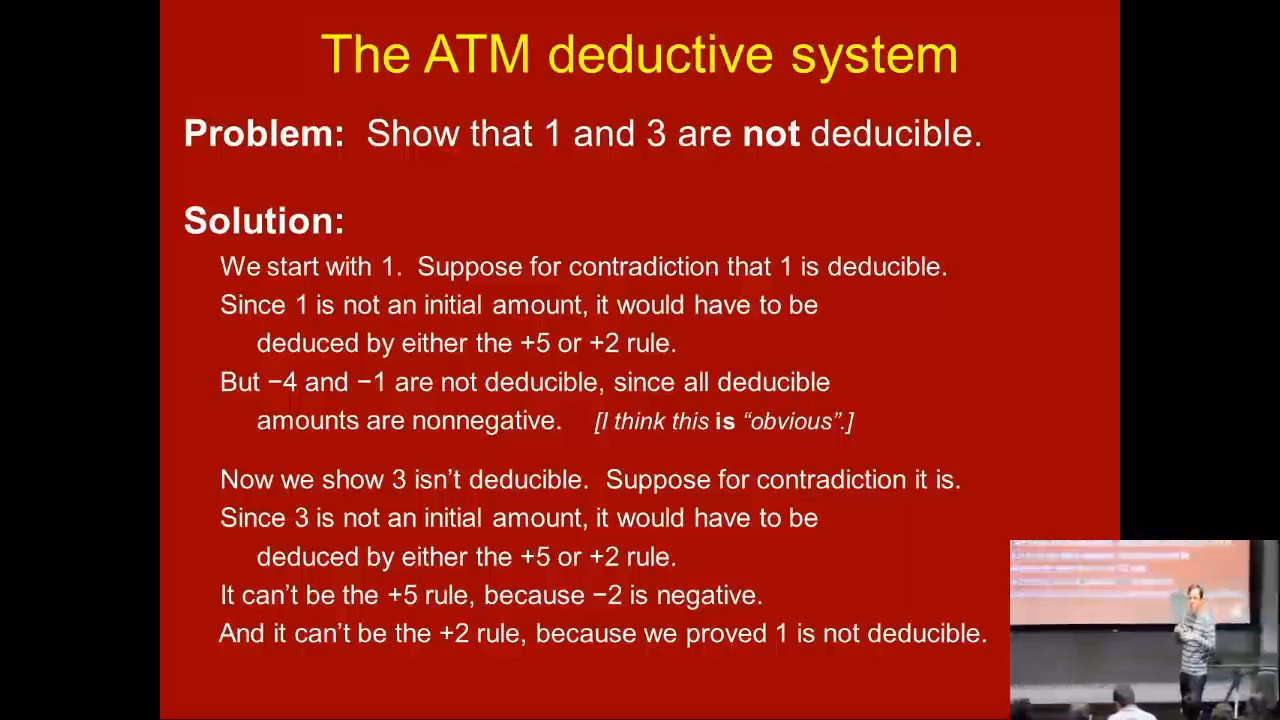 The ATM deductive system
Problem: Show that 1 and 3 are not deducible.
Solution:
We start with 1. Suppose for contradiction that 1 is deducible.
Since 1 is not an initial amount, it would have to be
deduced by either the +5 or +2 rule.
But −4 and −1 are not deducible, since all deducible
amounts are nonnegative. [I think this is “obvious”.]
Now we show 3 isn’t deducible. Suppose for contradiction it is.
Since 3 is not an initial amount, it would have to be
deduced by either the +5 or +2 rule.
It can’t be the +5 rule, because −2 is negative.
And it can’t be the +2 rule, because we proved 1 is not deducible.